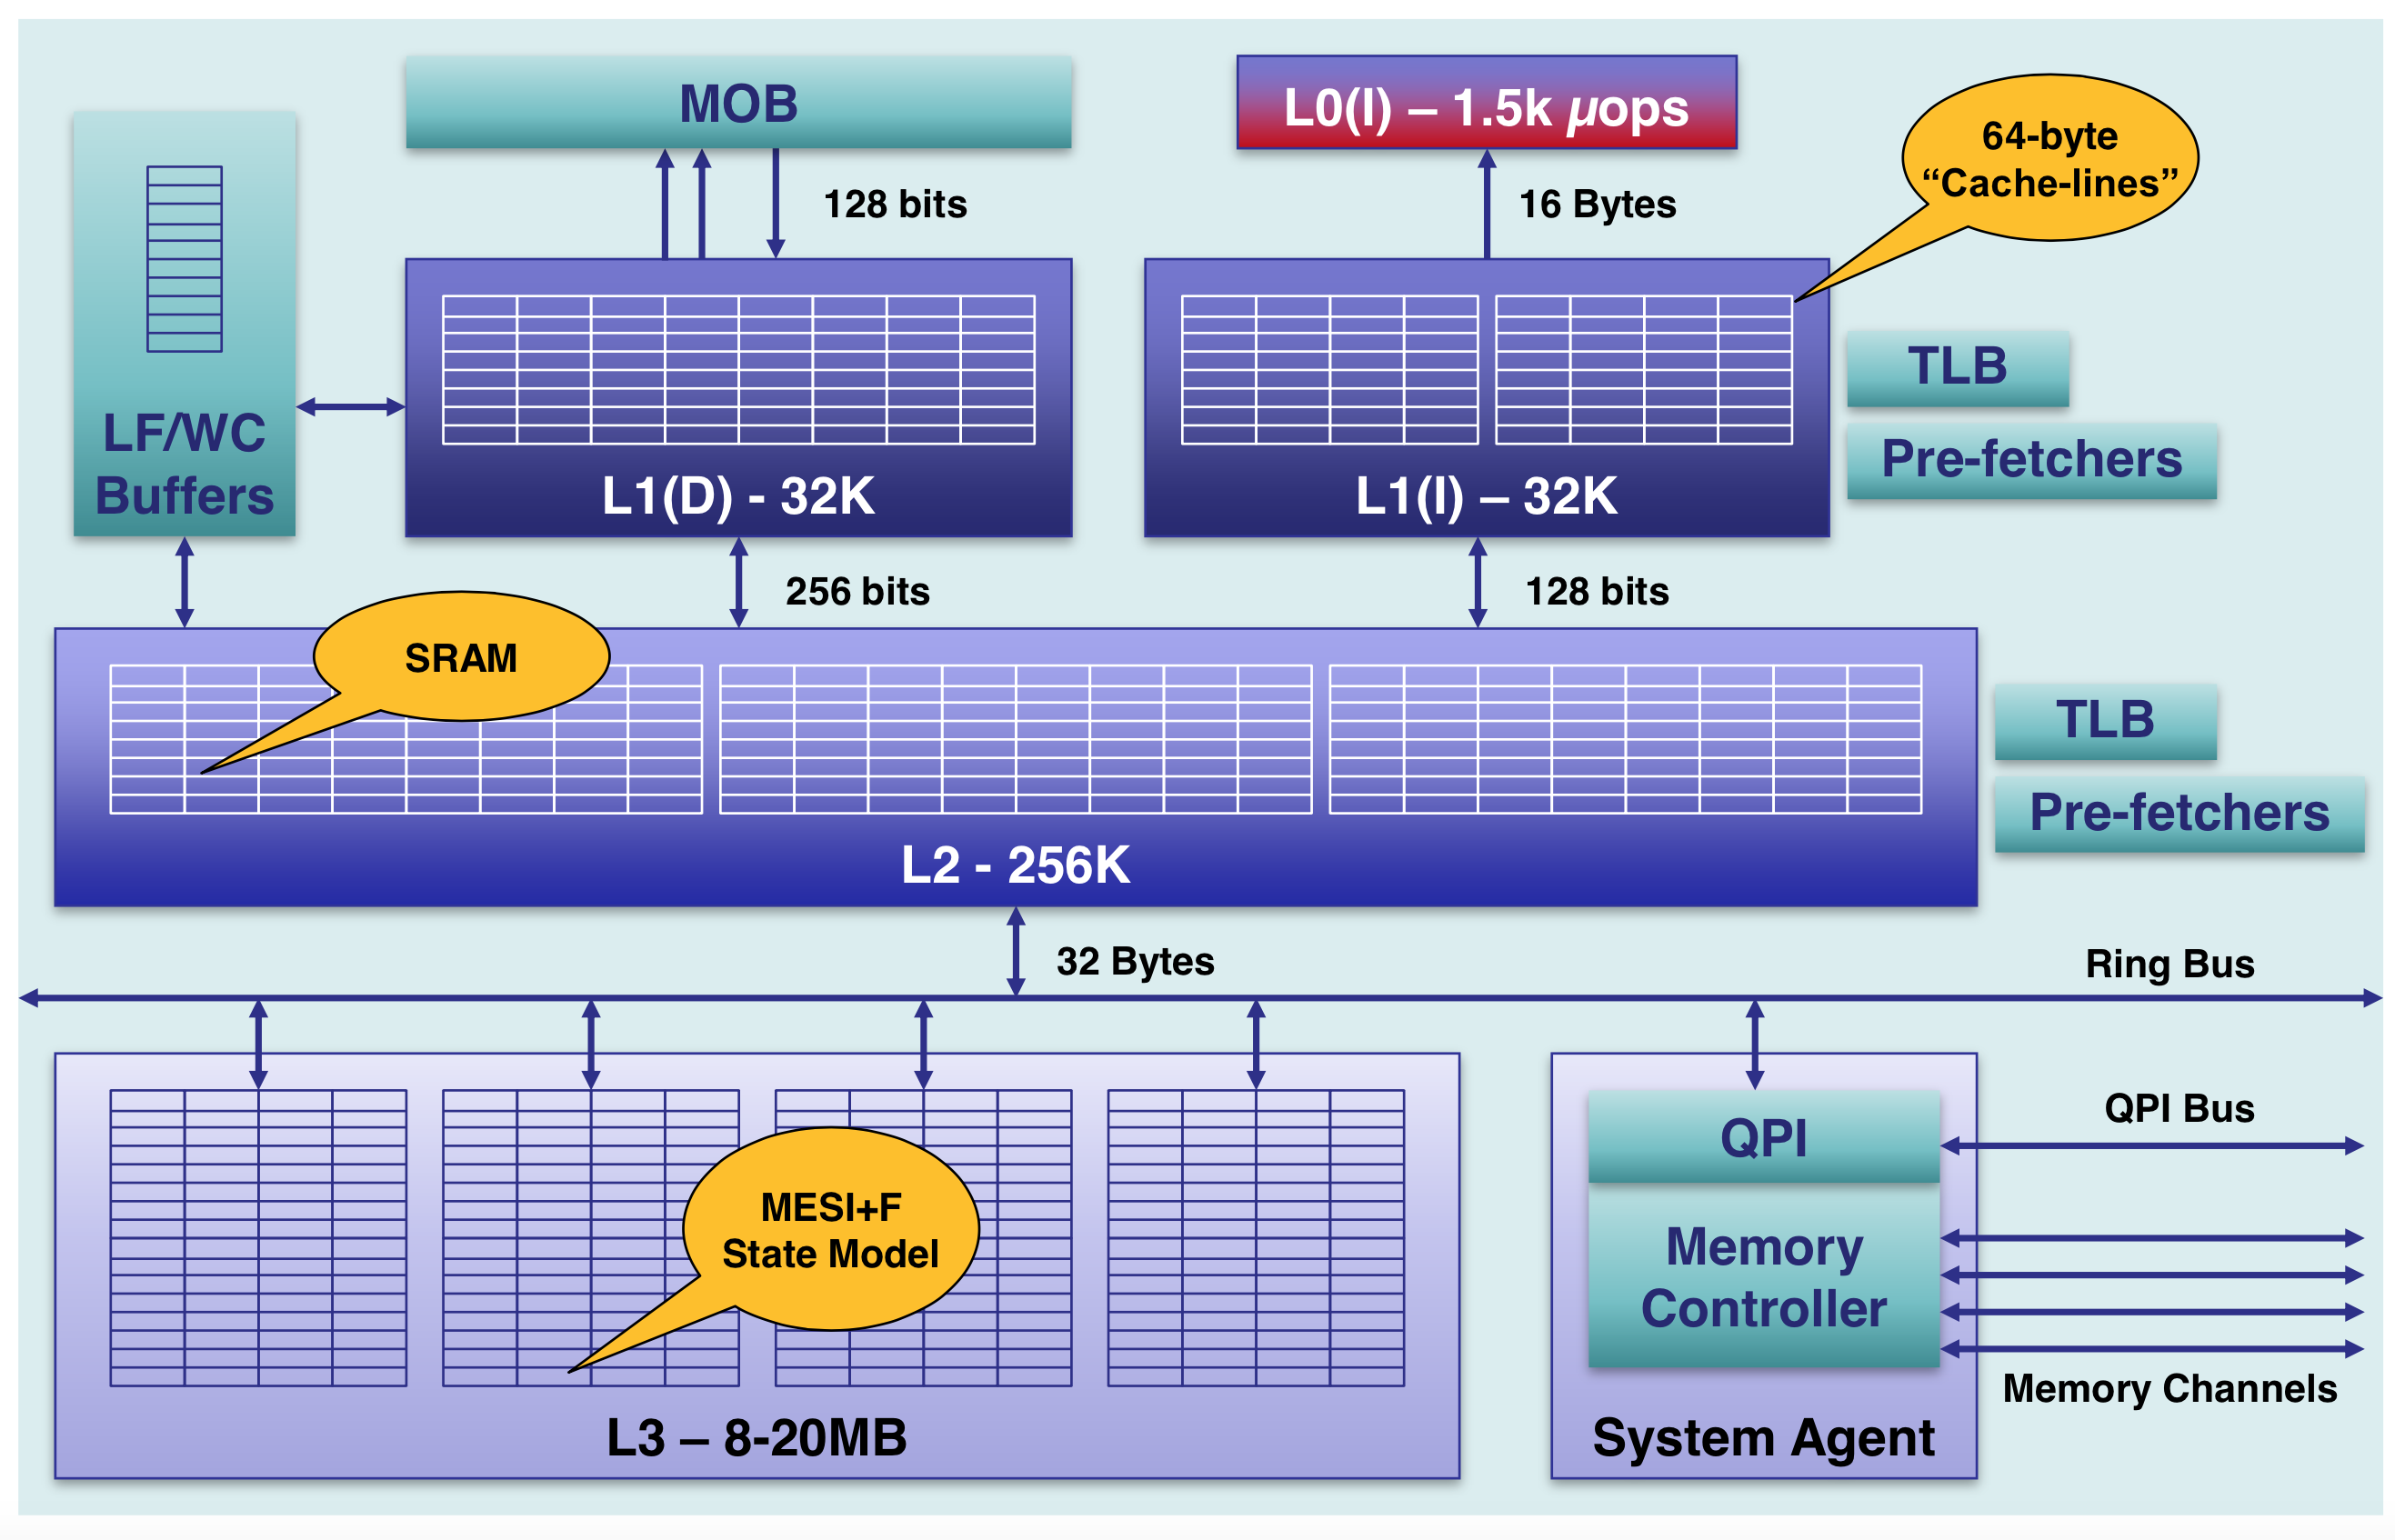 MOB
L0(I) – 1.5k µops
64-byte
“Cache-lines”
128 bits
16 Bytes
LF/WC
Buffers
L1(D) - 32K
L1(I) – 32K
TLB
Pre-fetchers
256 bits
128 bits
SRAM
L2 - 256K
TLB
Pre-fetchers
32 Bytes
Ring Bus
MESI+F
State Model
L3 – 8-20MB
QPI
Memory
Controller
System Agent
QPI Bus
Memory Channels